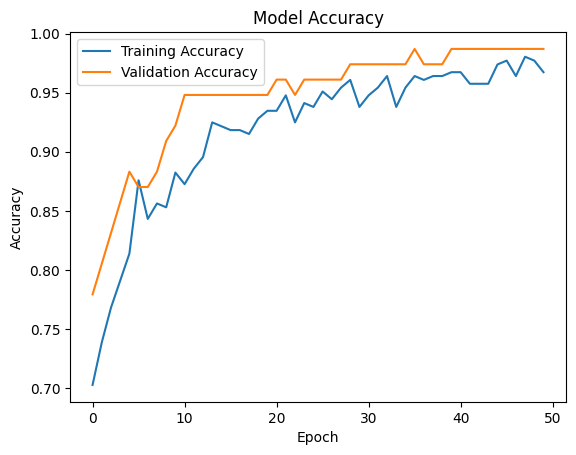 Model Accuracy
Training Accuracy
Validation Accuracy
Accuracy
1.00
0.95
0.90
0.85
0.80
0.75
0.70
0 10 20 30 40 50
Epoch